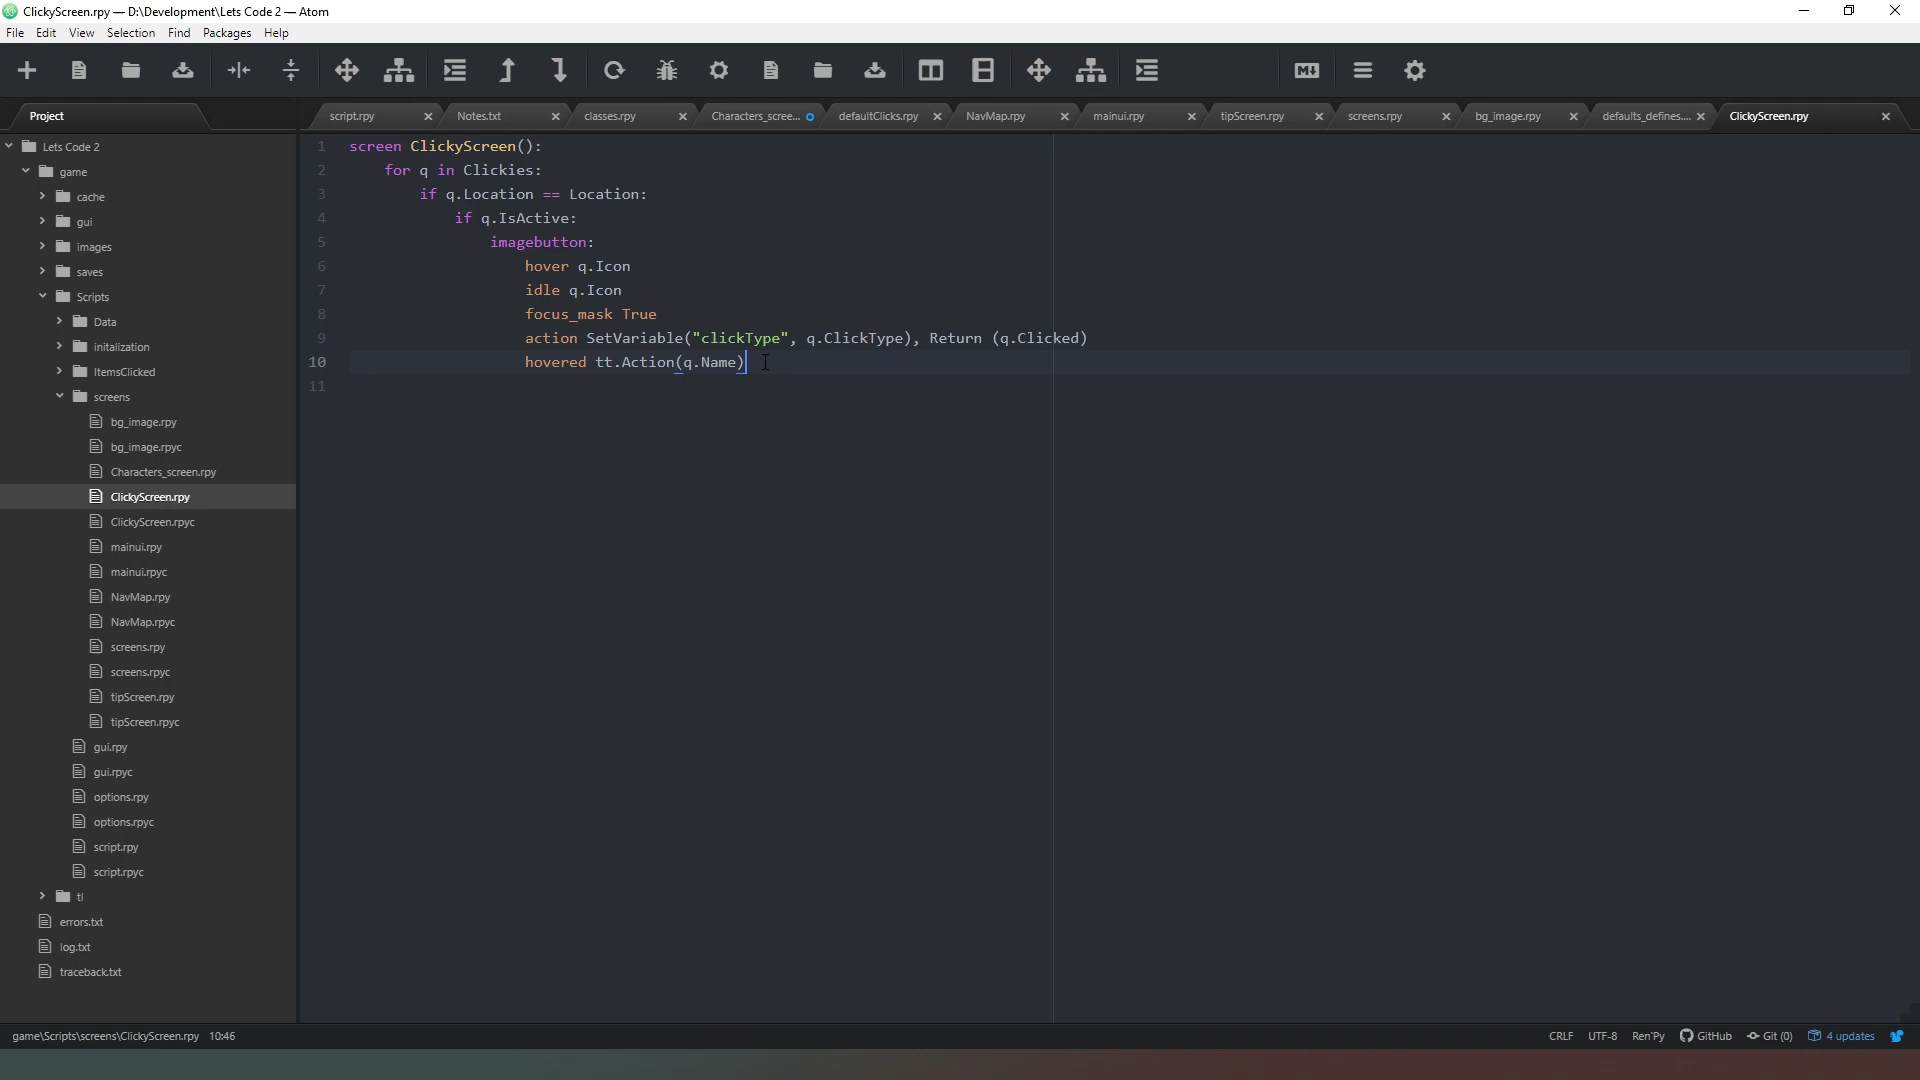 ClickyScreen.rpy — D:\Development\Lets Code 2 — Atom
File Edit View Selection Find Packages Help
Project
script.rpy Notes.txt classes.rpy Characters_scree... defaultClicks.rpy NavMap.rpy mainui.rpy tipScreen.rpy screens.rpy bg_image.rpy defaults_defines.... ClickyScreen.rpy
Lets Code 2
game
cache
gui
images
saves
Scripts
Data
initalization
ItemsClicked
screens
bg_image.rpy
bg_image.rpyc
Characters_screen.rpy
ClickyScreen.rpy
ClickyScreen.rpyc
mainui.rpy
mainui.rpyc
NavMap.rpy
NavMap.rpyc
screens.rpy
screens.rpyc
tipScreen.rpy
tipScreen.rpyc
gui.rpy
gui.rpyc
options.rpy
options.rpyc
script.rpy
script.rpyc
tl
errors.txt
log.txt
traceback.txt
1 screen ClickyScreen():
2 for q in Clickies:
3 if q.Location == Location:
4 if q.IsActive:
5 imagebutton:
6 hover q.Icon
7 idle q.Icon
8 focus_mask True
9 action SetVariable("clickType", q.ClickType), Return (q.Clicked)
10 hovered tt.Action(q.Name)
11
game\Scripts\screens\ClickyScreen.rpy 10:46
CRLF UTF-8 Ren'Py GitHub Git (0) 4 updates